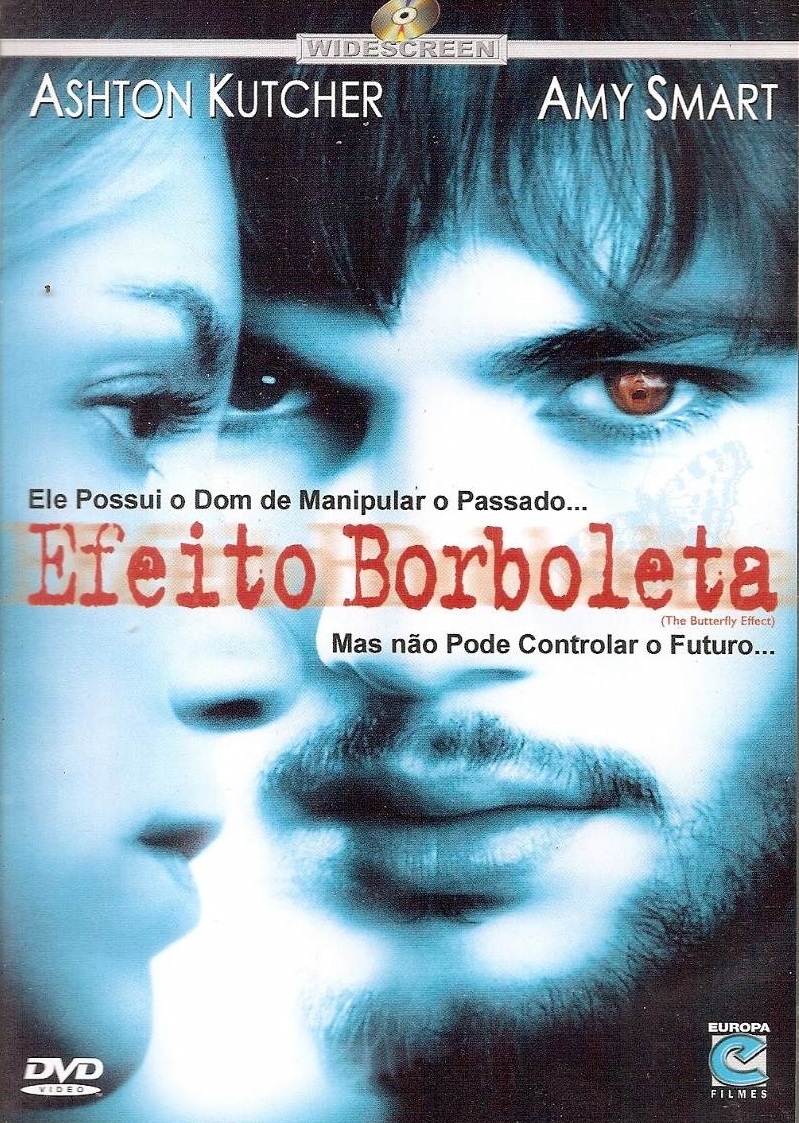 WIDESCREEN
ASHTON KUTCHER AMY SMART
Ele Possui o Dom de Manipular o Passado...
Efeito Borboleta
(The Butterfly Effect)
Mas não Pode Controlar o Futuro...
EUROPA
FILMES
DVD
VIDEO